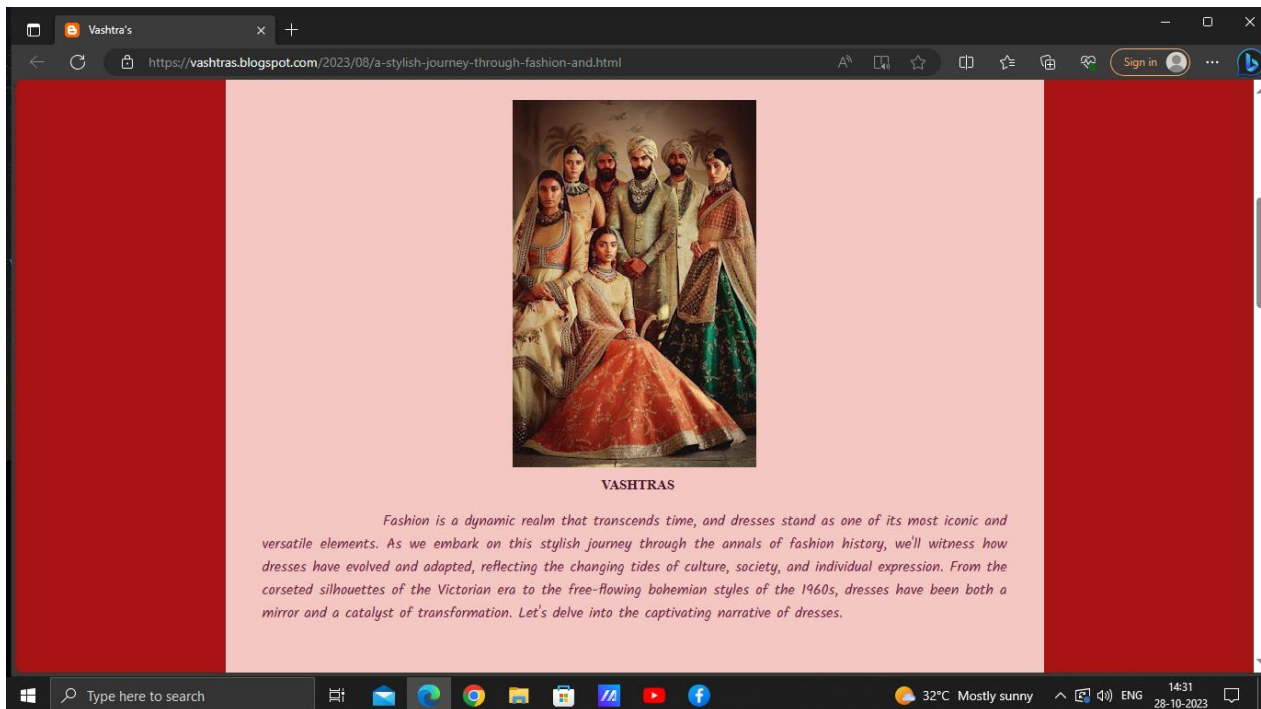 Vashtra's
https://vashtras.blogspot.com/2023/08/a-stylish-journey-through-fashion-and.html
Sign in
VASHTRAS
Fashion is a dynamic realm that transcends time, and dresses stand as one of its most iconic and
versatile elements. As we embark on this stylish journey through the annals of fashion history, we'll witness how
dresses have evolved and adapted, reflecting the changing tides of culture, society, and individual expression. From the
corseted silhouettes of the Victorian era to the free-flowing bohemian styles of the 1960s, dresses have been both a
mirror and a catalyst of transformation. Let's delve into the captivating narrative of dresses.
Type here to search
32°C Mostly sunny
ENG
14:31
28-10-2023